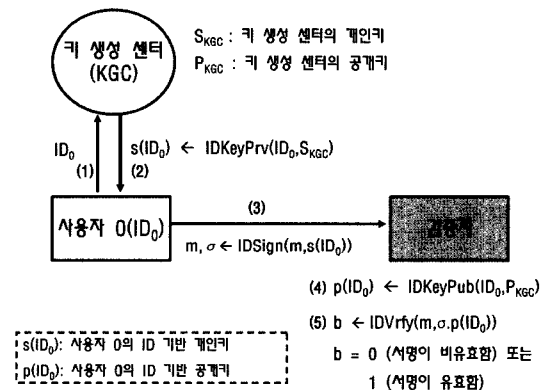 키 생성 센터
(KGC)
S_KGC : 키 생성 센터의 개인키
P_KGC : 키 생성 센터의 공개키
ID₀
(1)
s(ID₀) ← IDKeyPrv(ID₀,S_KGC)
(2)
사용자 0(ID₀)
(3)
m, σ ← IDSign(m,s(ID₀))
(4) p(ID₀) ← IDKeyPub(ID₀,P_KGC)
(5) b ← IDVrfy(m,σ.p(ID₀))
b = 0 (서명이 비유효함) 또는
1 (서명이 유효함)
s(ID₀): 사용자 0의 ID 기반 개인키
p(ID₀): 사용자 0의 ID 기반 공개키